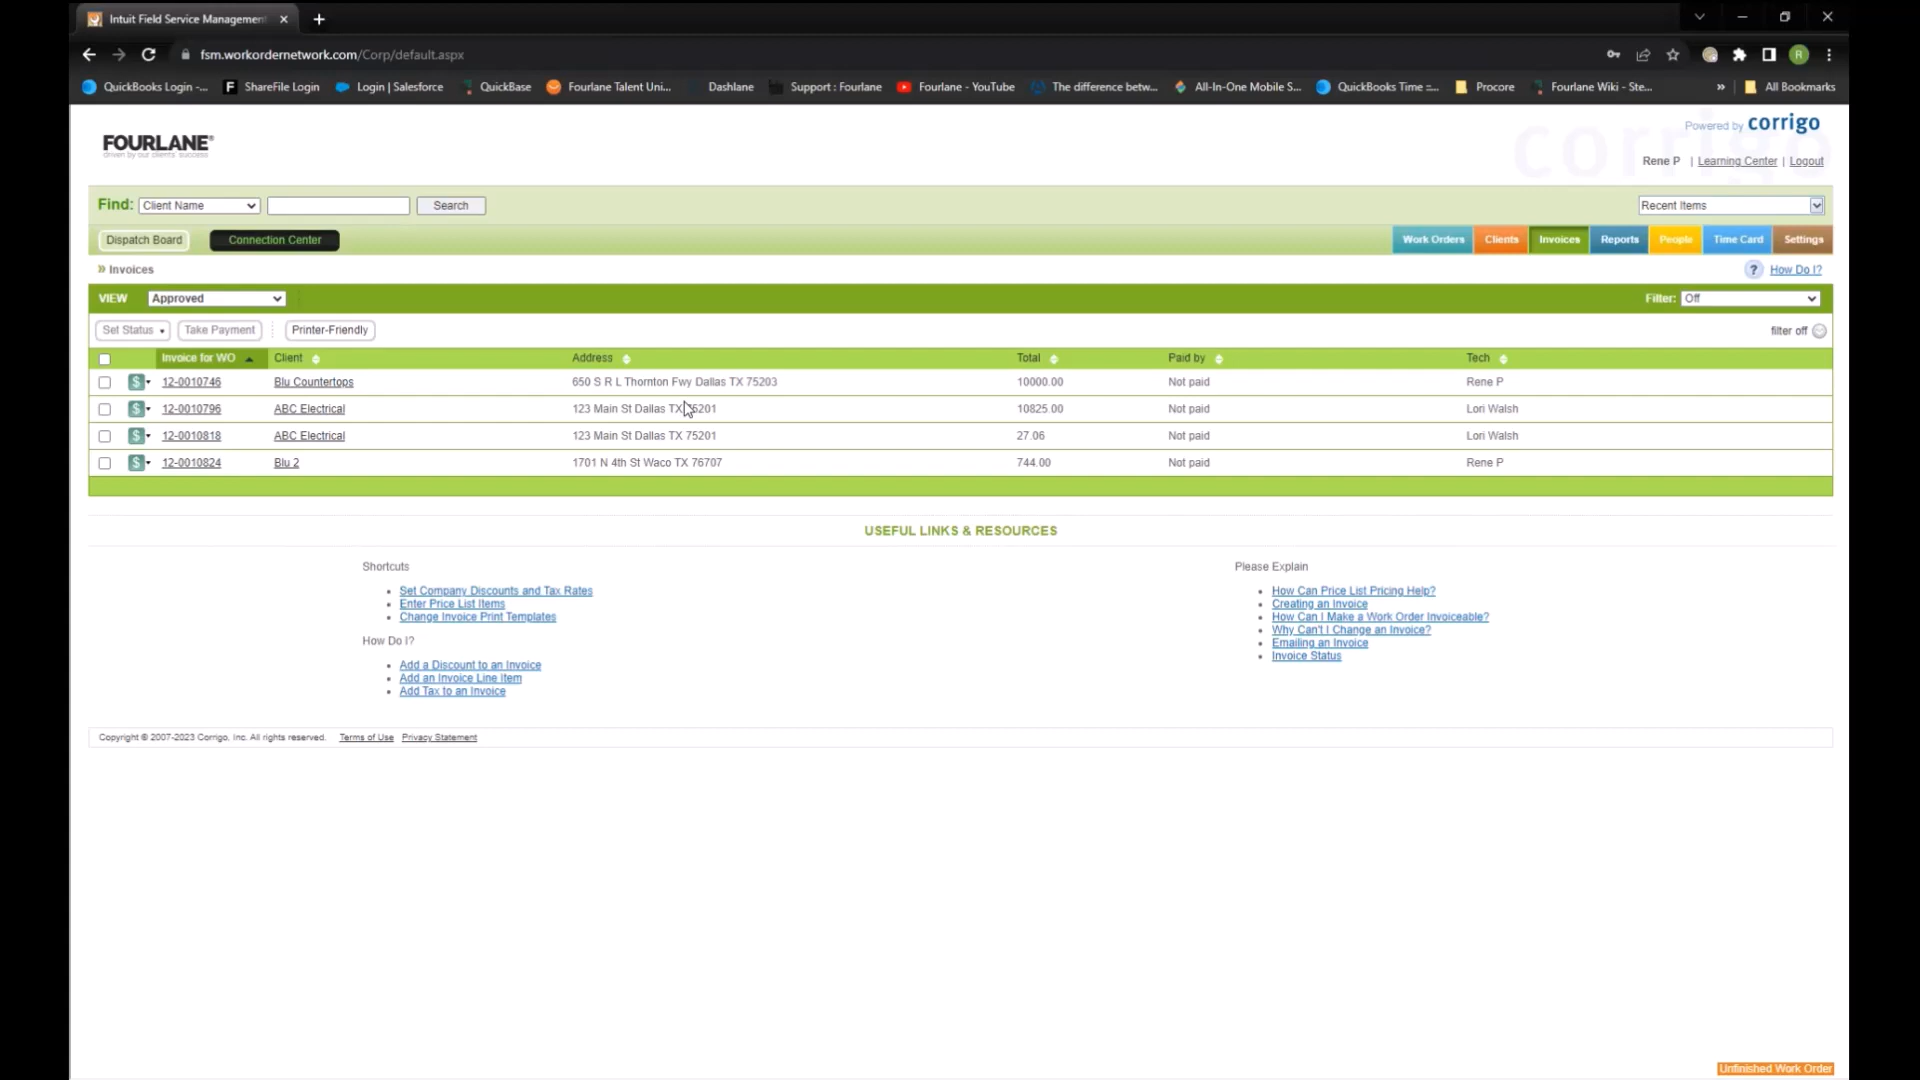 Intuit Field Service Management
fsm.workordernetwork.com/Corp/default.aspx
R
QuickBooks Login -... ShareFile Login Login | Salesforce QuickBase Fourlane Talent Uni... Dashlane Support : Fourlane Fourlane - YouTube The difference betw... All-In-One Mobile S... QuickBooks Time :... Procore Fourlane Wiki - Ste... » All Bookmarks
FOURLANE®
driven by our clients' success
Powered by corrigo
corrigo
Rene P | Learning Center | Logout
Find: Client Name Search Recent Items
Dispatch Board Connection Center Work Orders Clients Invoices Reports People Time Card Settings
» Invoices ? How Do I?
VIEW Approved Filter: Off
Set Status Take Payment Printer-Friendly filter off
Invoice for WO Client Address Total Paid by Tech
$ 12-0010746 Blu Countertops 650 S R L Thornton Fwy Dallas TX 75203 10000.00 Not paid Rene P
$ 12-0010796 ABC Electrical 123 Main St Dallas TX 75201 10825.00 Not paid Lori Walsh
$ 12-0010818 ABC Electrical 123 Main St Dallas TX 75201 27.06 Not paid Lori Walsh
$ 12-0010824 Blu 2 1701 N 4th St Waco TX 76707 744.00 Not paid Rene P
USEFUL LINKS & RESOURCES
Shortcuts
Set Company Discounts and Tax Rates
Enter Price List Items
Change Invoice Print Templates
How Do I?
Add a Discount to an Invoice
Add an Invoice Line Item
Add Tax to an Invoice
Please Explain
How Can Price List Pricing Help?
Creating an Invoice
How Can I Make a Work Order Invoiceable?
Why Can't I Change an Invoice?
Emailing an Invoice
Invoice Status
Copyright © 2007-2023 Corrigo, Inc. All rights reserved. Terms of Use Privacy Statement
Unfinished Work Order